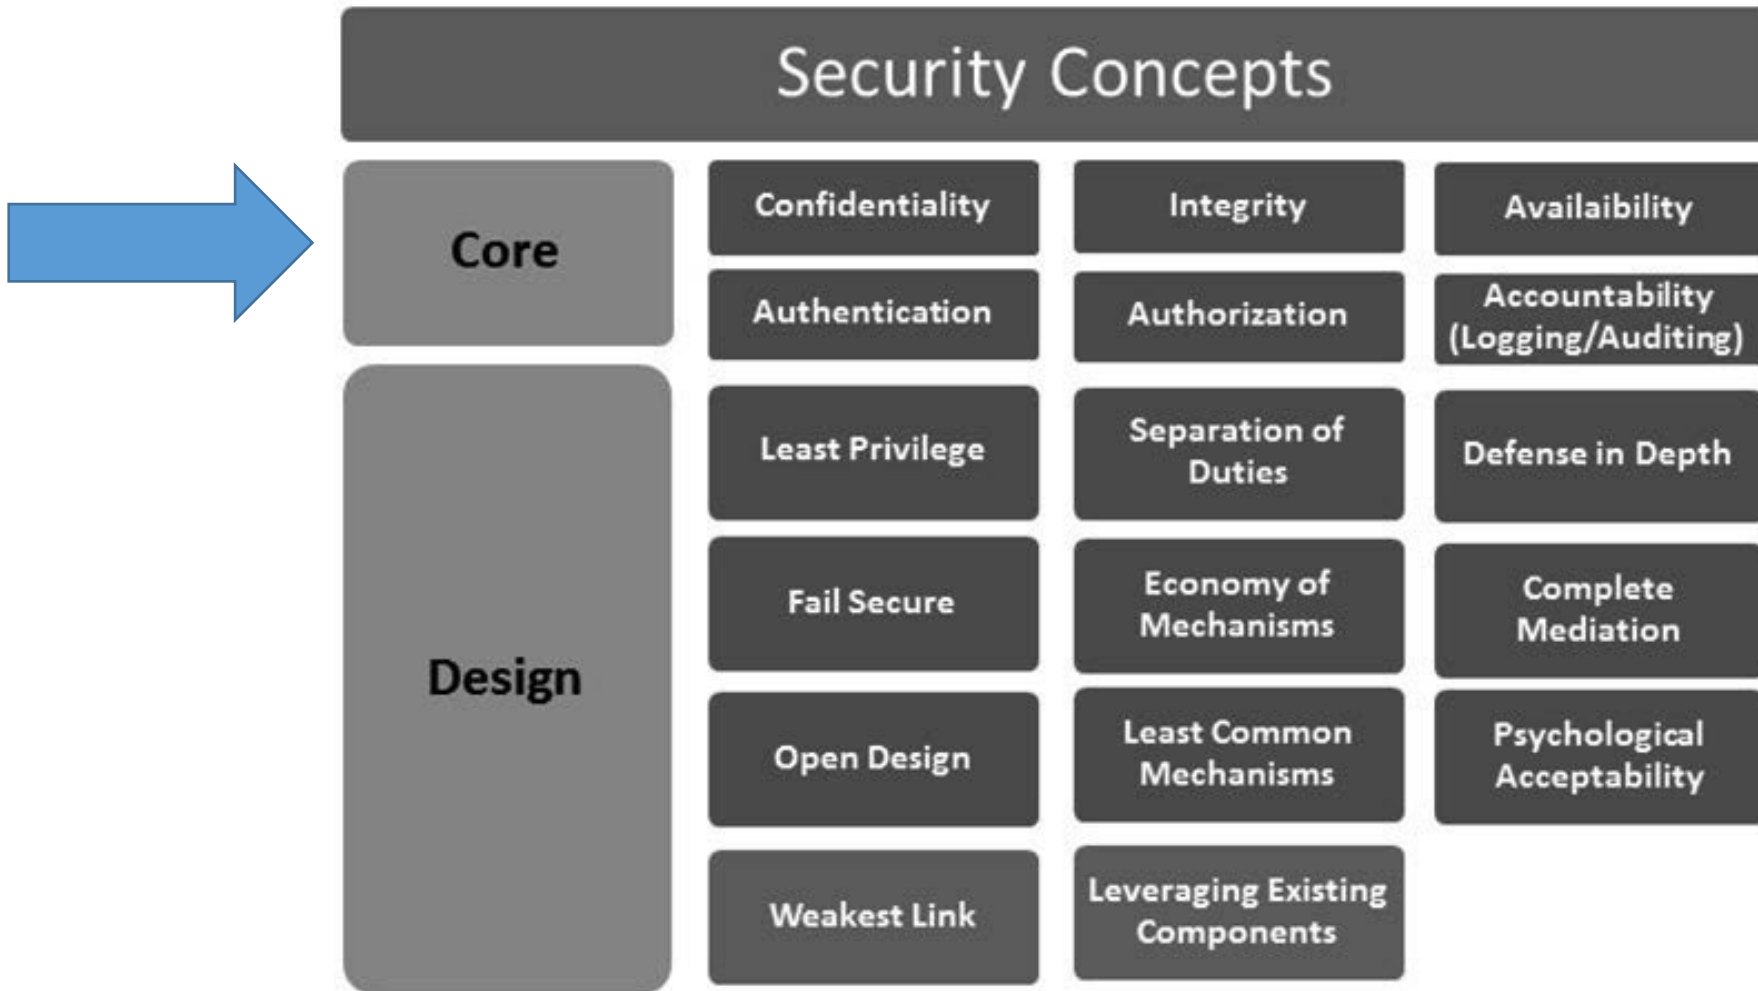 Security Concepts
Core
Confidentiality
Integrity
Availaibility
Authentication
Authorization
Accountability
(Logging/Auditing)
Design
Least Privilege
Separation of
Duties
Defense in Depth
Fail Secure
Economy of
Mechanisms
Complete
Mediation
Open Design
Least Common
Mechanisms
Psychological
Acceptability
Weakest Link
Leveraging Existing
Components